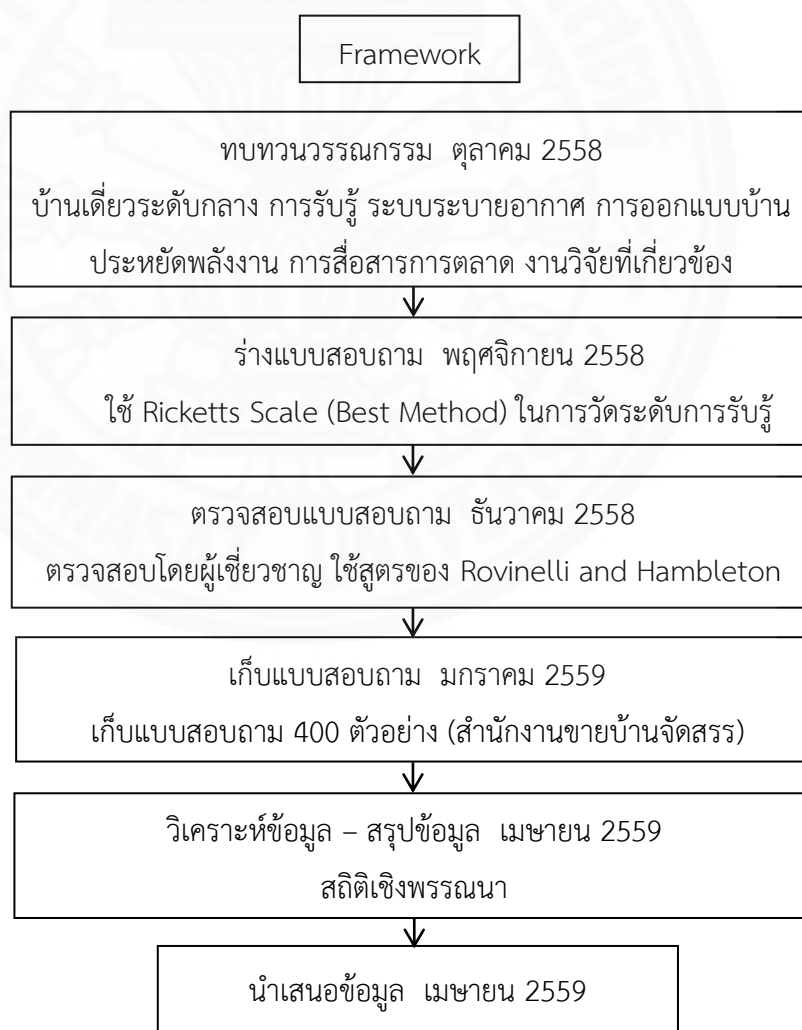 Framework
ทบทวนวรรณกรรม ตุลาคม 2558
บ้านเดี่ยวระดับกลาง การรับรู้ ระบบระบายอากาศ การออกแบบบ้าน
ประหยัดพลังงาน การสื่อสารการตลาด งานวิจัยที่เกี่ยวข้อง
ร่างแบบสอบถาม พฤศจิกายน 2558
ใช้ Ricketts Scale (Best Method) ในการวัดระดับการรับรู้
ตรวจสอบแบบสอบถาม ธันวาคม 2558
ตรวจสอบโดยผู้เชี่ยวชาญ ใช้สูตรของ Rovinelli and Hambleton
เก็บแบบสอบถาม มกราคม 2559
เก็บแบบสอบถาม 400 ตัวอย่าง (สำนักงานขายบ้านจัดสรร)
วิเคราะห์ข้อมูล – สรุปข้อมูล เมษายน 2559
สถิติเชิงพรรณนา
นำเสนอข้อมูล เมษายน 2559